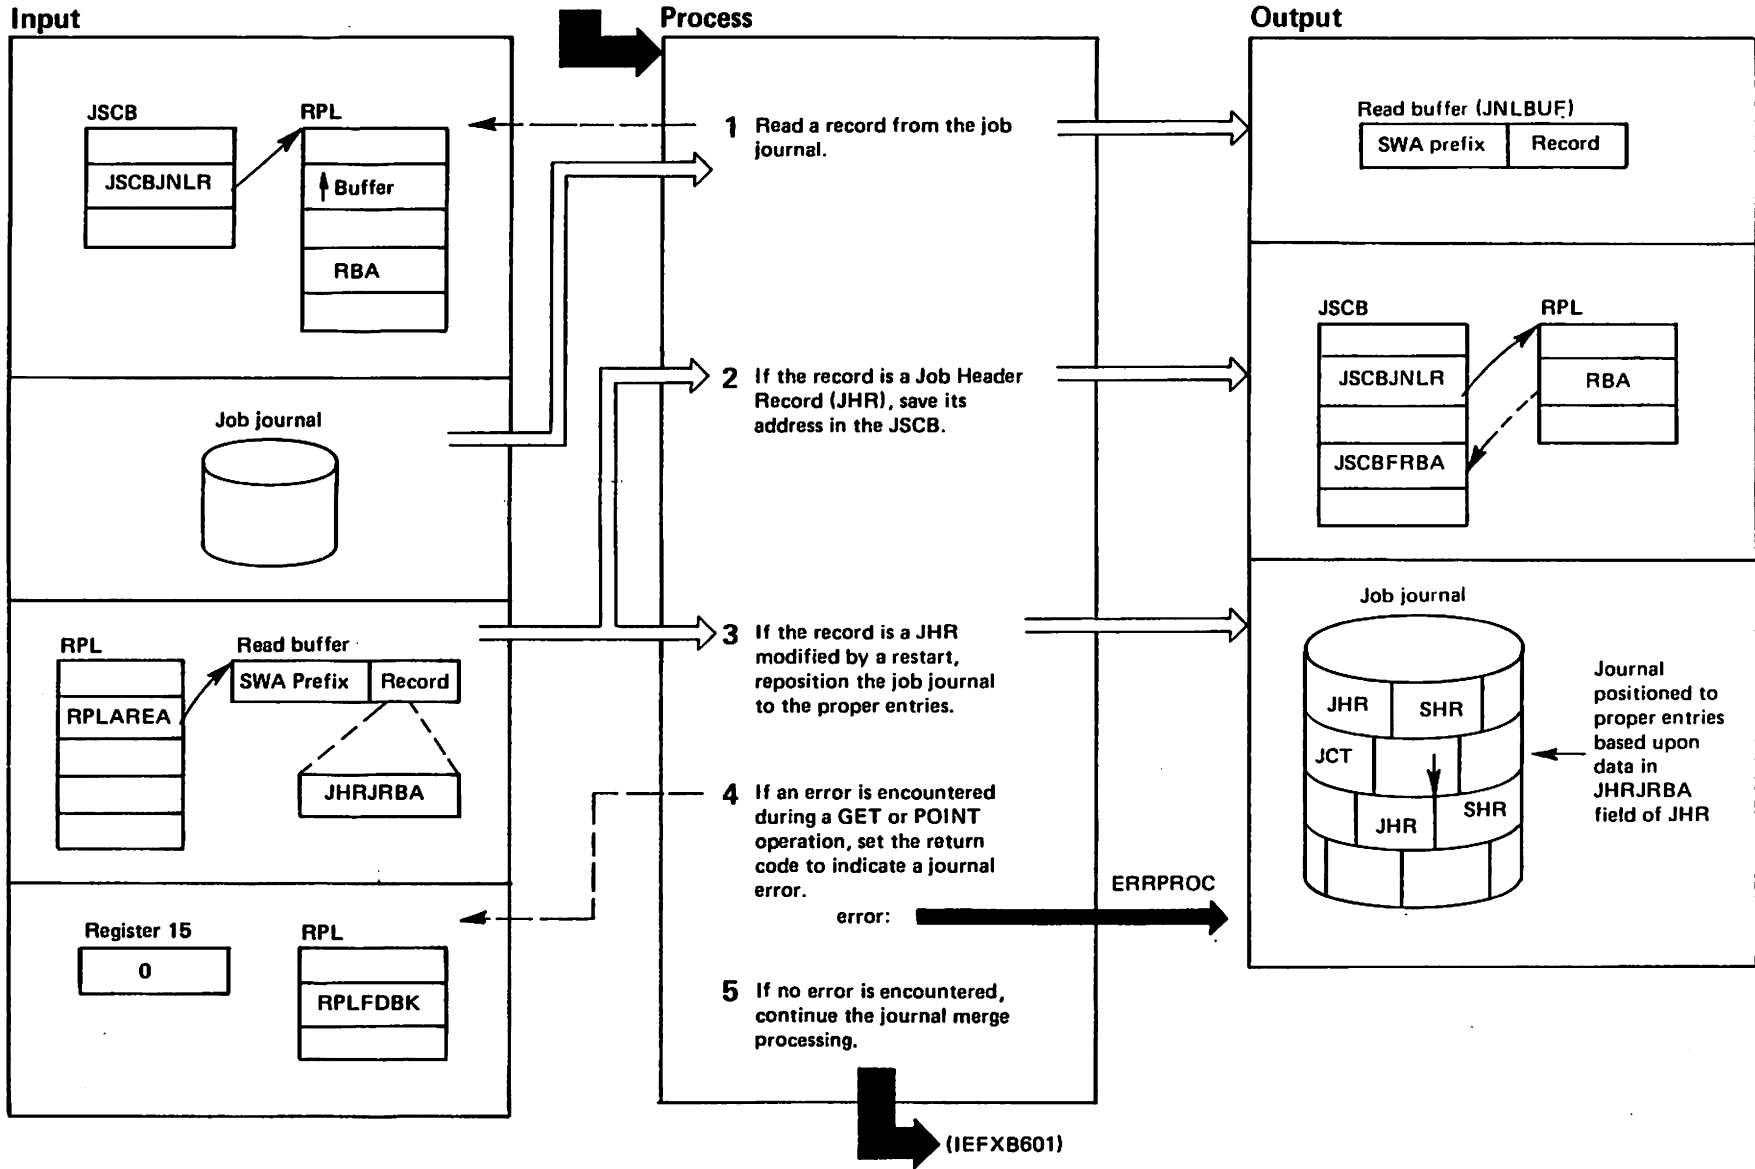 Input
Process
Output
JSCB
RPL
JSCBJNLR
Buffer
RBA
Job journal
RPL
Read buffer
SWA Prefix
Record
RPLAREA
JHRJRBA
Register 15
0
RPL
RPLFDBK
1 Read a record from the job
journal.
2 If the record is a Job Header
Record (JHR), save its
address in the JSCB.
3 If the record is a JHR
modified by a restart,
reposition the job journal
to the proper entries.
4 If an error is encountered
during a GET or POINT
operation, set the return
code to indicate a journal
error.
error:
ERRPROC
5 If no error is encountered,
continue the journal merge
processing.
(IEFXB601)
Read buffer (JNLBUF)
SWA prefix
Record
JSCB
RPL
JSCBJNLR
RBA
JSCBFRBA
Job journal
JHR
SHR
JCT
JHR
SHR
Journal
positioned to
proper entries
based upon
data in
JHRJRBA
field of JHR